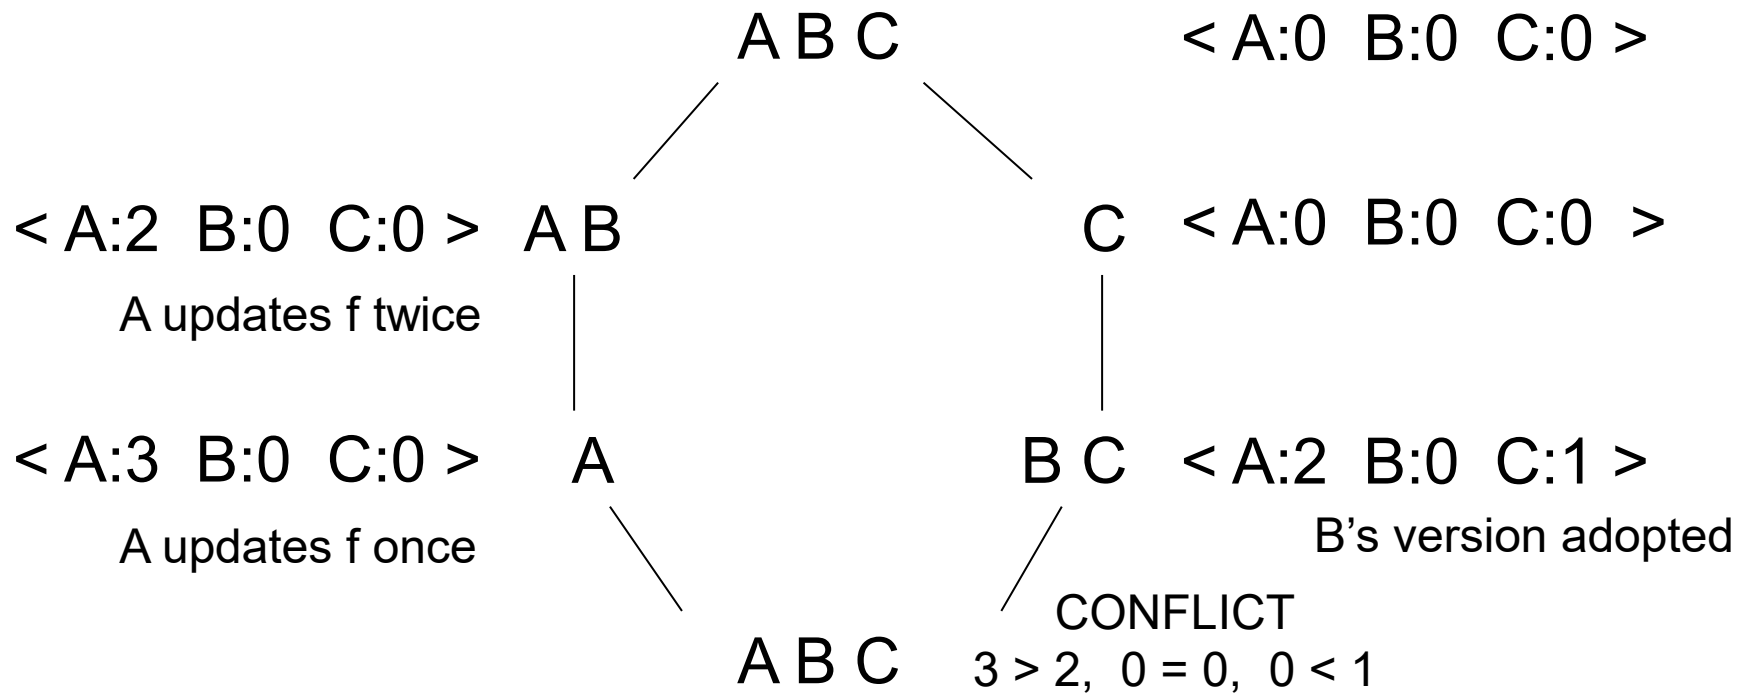 A B C
< A:0 B:0 C:0 >
< A:2 B:0 C:0 >
A B
C
< A:0 B:0 C:0 >
A updates f twice
< A:3 B:0 C:0 >
A
B C
< A:2 B:0 C:1 >
A updates f once
B’s version adopted
CONFLICT
A B C
3 > 2, 0 = 0, 0 < 1